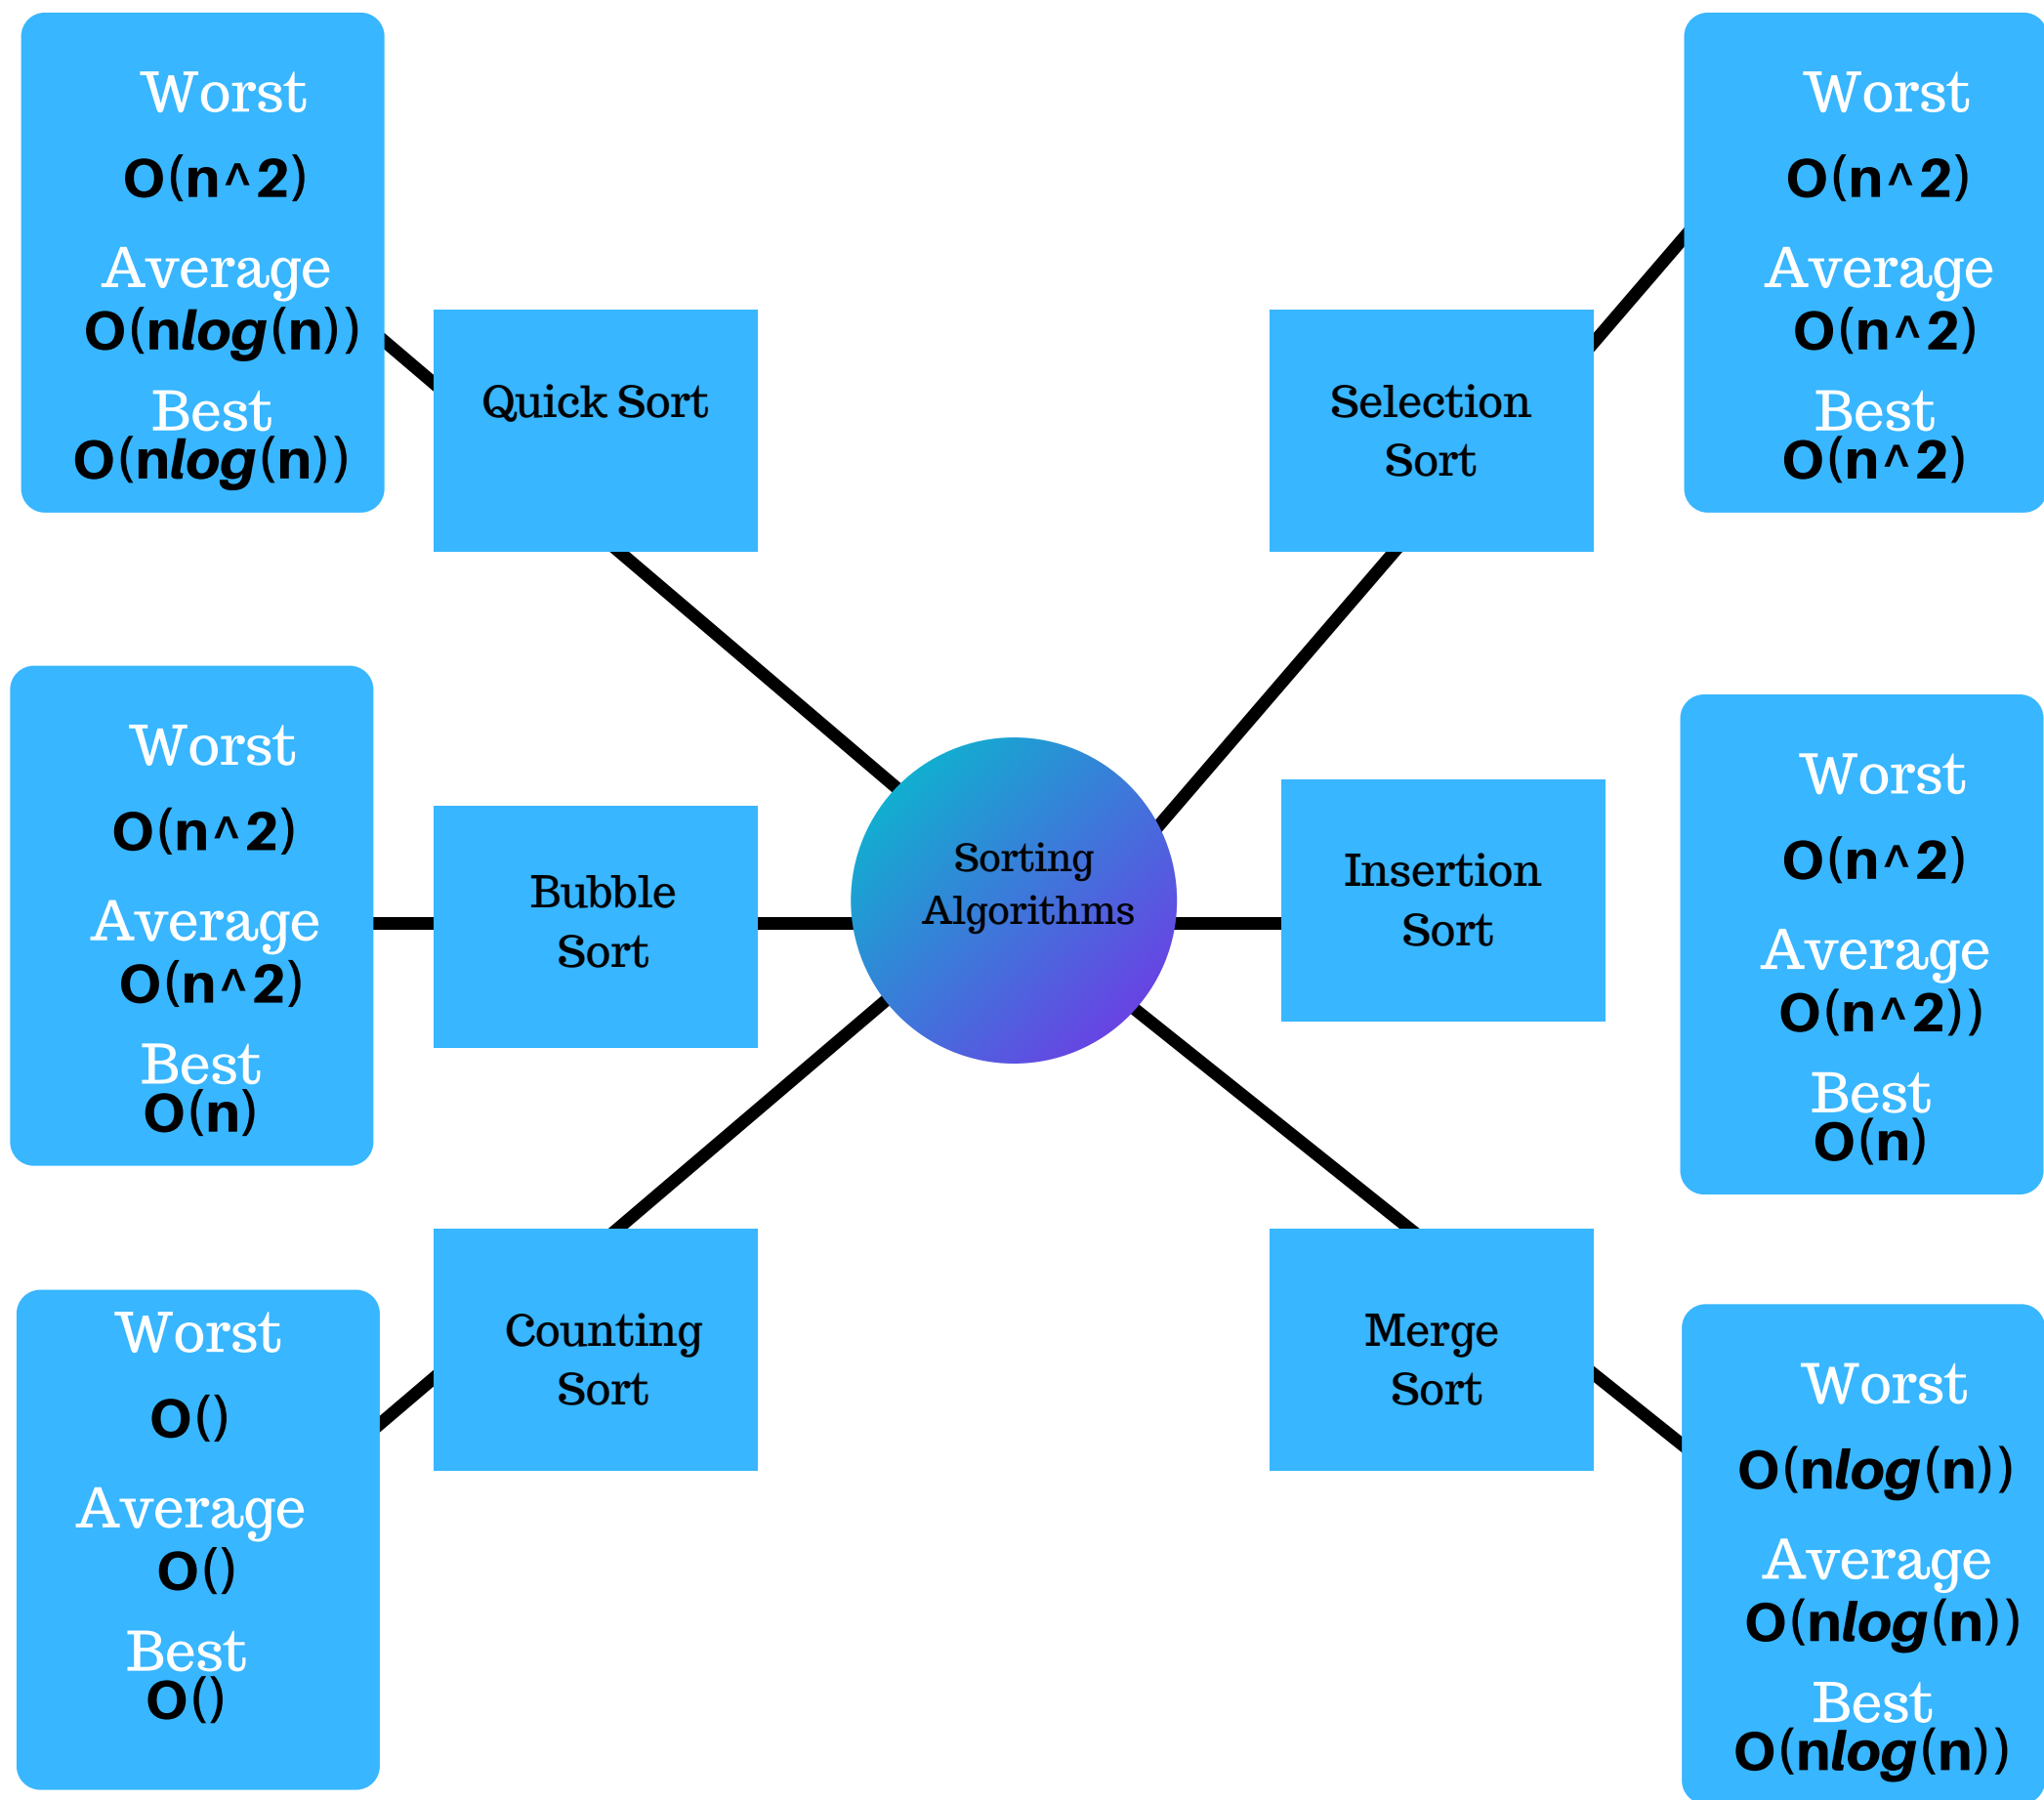 Worst
O(n^2)
Average
O(nlog(n))
Best
O(nlog(n))
Quick Sort
Selection
Sort
Worst
O(n^2)
Average
O(n^2)
Best
O(n^2)
Worst
O(n^2)
Average
O(n^2)
Best
O(n)
Bubble
Sort
Sorting
Algorithms
Insertion
Sort
Worst
O(n^2)
Average
O(n^2))
Best
O(n)
Worst
O()
Average
O()
Best
O()
Counting
Sort
Merge
Sort
Worst
O(nlog(n))
Average
O(nlog(n))
Best
O(nlog(n))